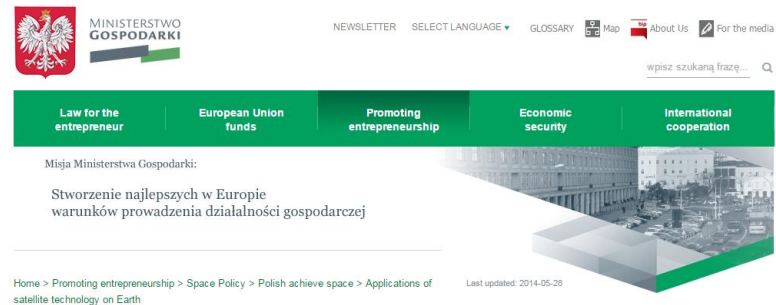 MINISTERSTWO
GOSPODARKI
NEWSLETTER SELECT LANGUAGE GLOSSARY Map bip About Us For the media
wpisz szukaną frazę...
Law for the entrepreneur
European Union funds
Promoting entrepreneurship
Economic security
International cooperation
Misja Ministerstwa Gospodarki:
Stworzenie najlepszych w Europie
warunków prowadzenia działalności gospodarczej
Home > Promoting entrepreneurship > Space Policy > Polish achieve space > Applications of
satellite technology on Earth
Last updated: 2014-05-28